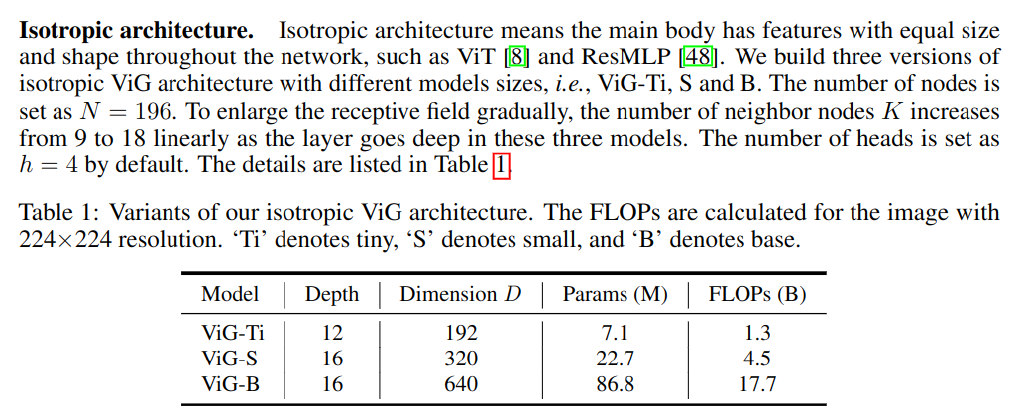 Isotropic architecture. Isotropic architecture means the main body has features with equal size
and shape throughout the network, such as ViT [8] and ResMLP [48]. We build three versions of
isotropic ViG architecture with different models sizes, i.e., ViG-Ti, S and B. The number of nodes is
set as N = 196. To enlarge the receptive field gradually, the number of neighbor nodes K increases
from 9 to 18 linearly as the layer goes deep in these three models. The number of heads is set as
h = 4 by default. The details are listed in Table 1.
Table 1: Variants of our isotropic ViG architecture. The FLOPs are calculated for the image with
224×224 resolution. ‘Ti’ denotes tiny, ‘S’ denotes small, and ‘B’ denotes base.
Model Depth Dimension D Params (M) FLOPs (B)
ViG-Ti 12 192 7.1 1.3
ViG-S 16 320 22.7 4.5
ViG-B 16 640 86.8 17.7